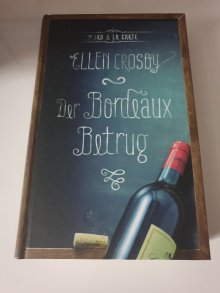 MORD À LA CARTE
ELLEN CROSBY
Der Bordeaux
Betrug